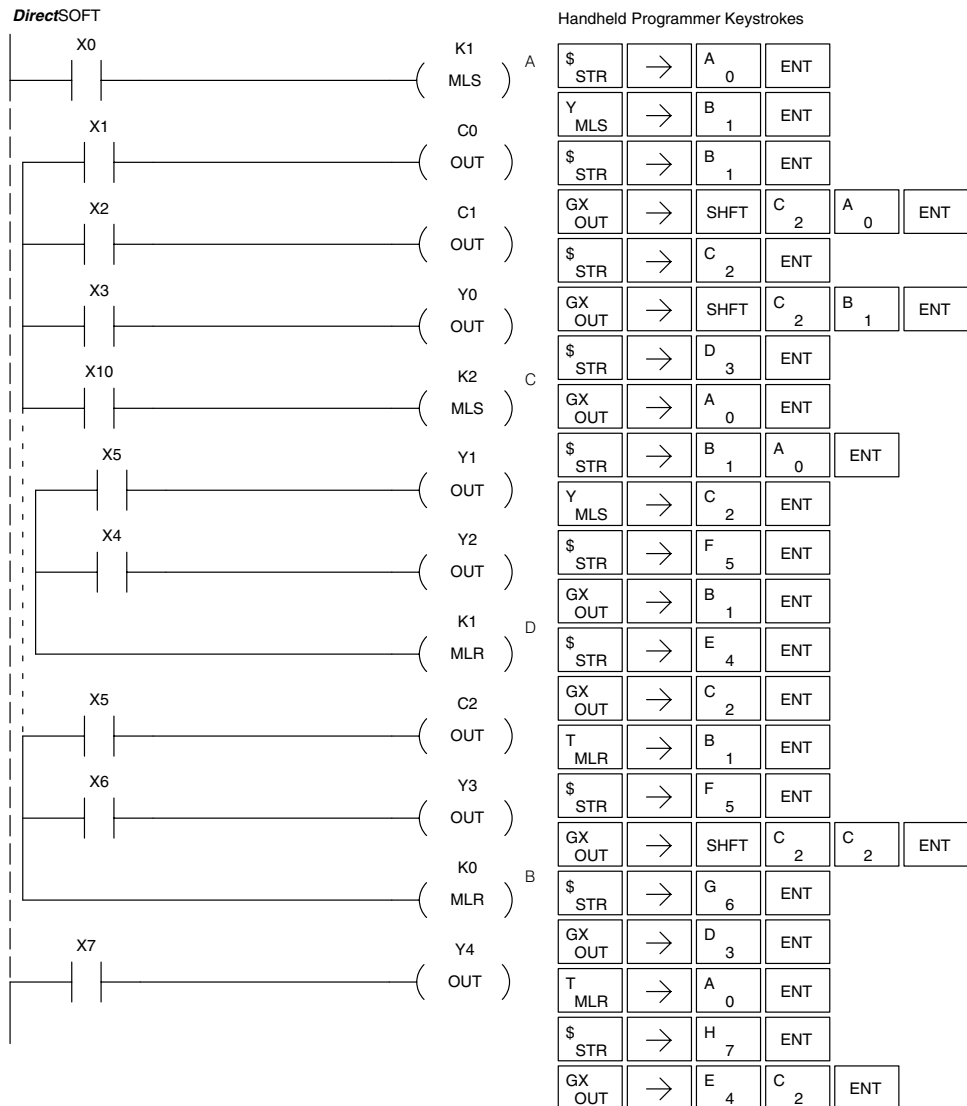 DirectSOFT
X0
K1
MLS
A
X1
C0
OUT
X2
C1
OUT
X3
Y0
OUT
X10
K2
MLS
C
X5
Y1
OUT
X4
Y2
OUT
K1
MLR
D
X5
C2
OUT
X6
Y3
OUT
K0
MLR
B
X7
Y4
OUT
Handheld Programmer Keystrokes
$ STR → A 0 ENT
Y MLS → B 1 ENT
$ STR → B 1 ENT
GX OUT → SHFT C 2 A 0 ENT
$ STR → C 2 ENT
GX OUT → SHFT C 2 B 1 ENT
$ STR → D 3 ENT
GX OUT → A 0 ENT
$ STR → B 1 A 0 ENT
Y MLS → C 2 ENT
$ STR → F 5 ENT
GX OUT → B 1 ENT
$ STR → E 4 ENT
GX OUT → C 2 ENT
T MLR → B 1 ENT
$ STR → F 5 ENT
GX OUT → SHFT C 2 C 2 ENT
$ STR → G 6 ENT
GX OUT → D 3 ENT
T MLR → A 0 ENT
$ STR → H 7 ENT
GX OUT → E 4 C 2 ENT